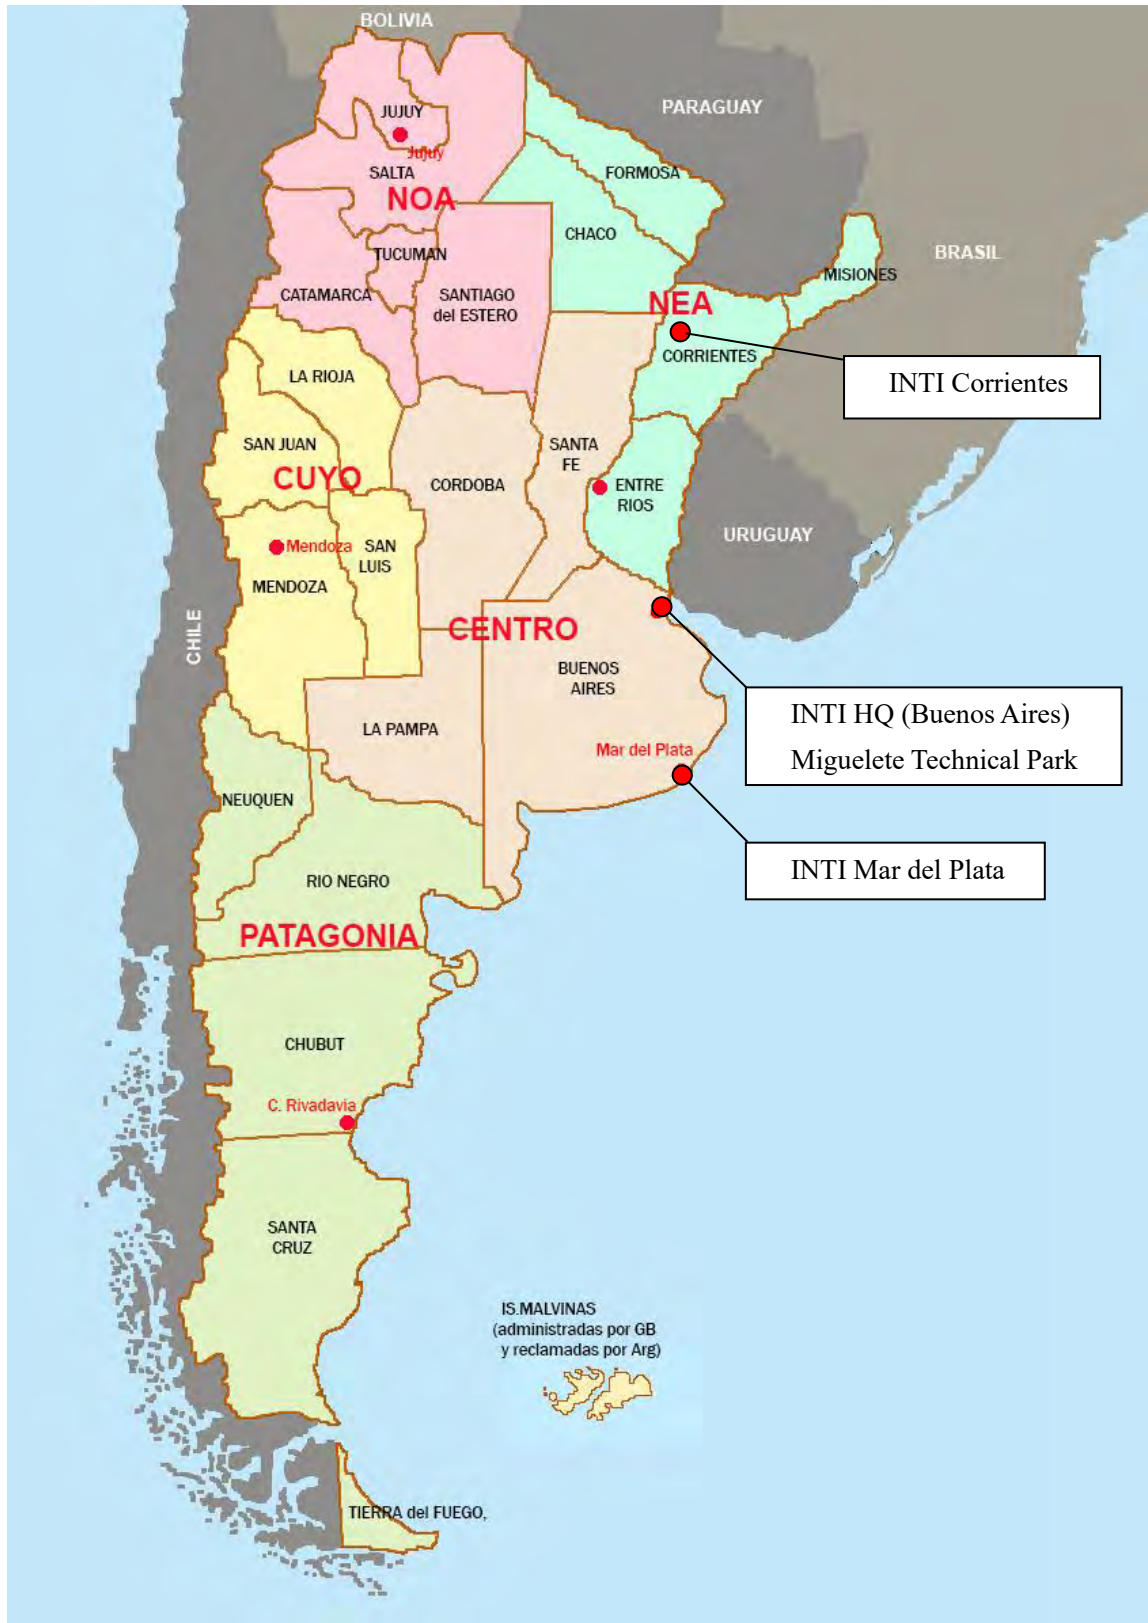 BOLIVIA
PARAGUAY
JUJUY
Jujuy
SALTA
FORMOSA
NOA
CHACO
BRASIL
TUCUMAN
MISIONES
CATAMARCA
SANTIAGO
del ESTERO
NEA
CORRIENTES
INTI Corrientes
LA RIOJA
SAN JUAN
SANTA
FE
CUYO
CORDOBA
ENTRE
RIOS
URUGUAY
Mendoza
SAN
LUIS
MENDOZA
CHILE
CENTRO
BUENOS
AIRES
INTI HQ (Buenos Aires)
Miguelete Technical Park
LA PAMPA
Mar del Plata
NEUQUEN
INTI Mar del Plata
RIO NEGRO
PATAGONIA
CHUBUT
C. Rivadavia
SANTA
CRUZ
IS.MALVINAS
(administradas por GB
y reclamadas por Arg)
TIERRA del FUEGO,